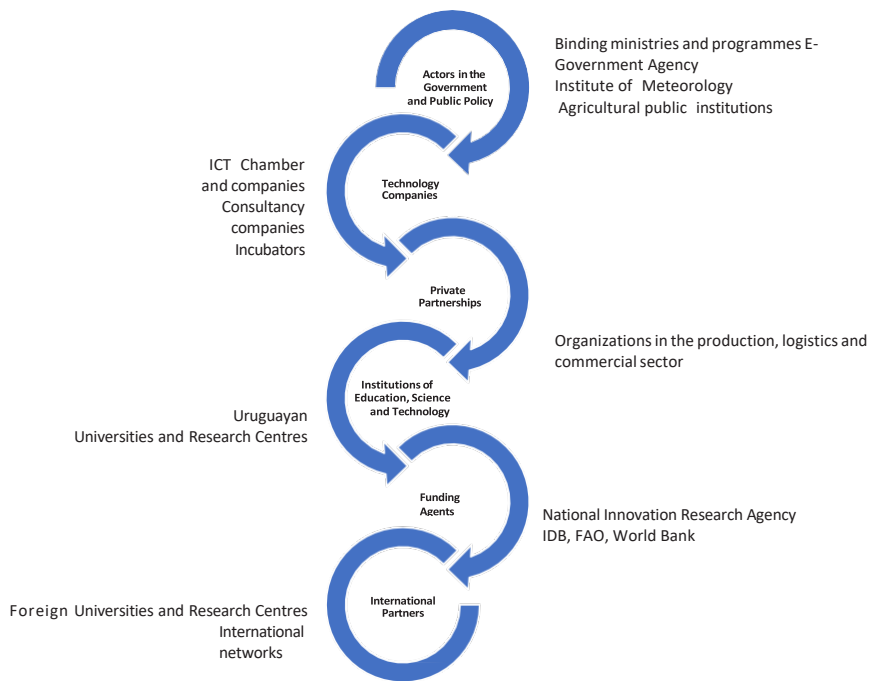 Actors in the
Government
and Public Policy
Binding ministries and programmes E-
Government Agency
Institute of Meteorology
Agricultural public institutions
Technology
Companies
ICT Chamber
and companies
Consultancy
companies
Incubators
Private
Partnerships
Organizations in the production, logistics and
commercial sector
Institutions of
Education, Science
and Technology
Uruguayan
Universities and Research Centres
Funding
Agents
National Innovation Research Agency
IDB, FAO, World Bank
International
Partners
Foreign Universities and Research Centres
International
networks